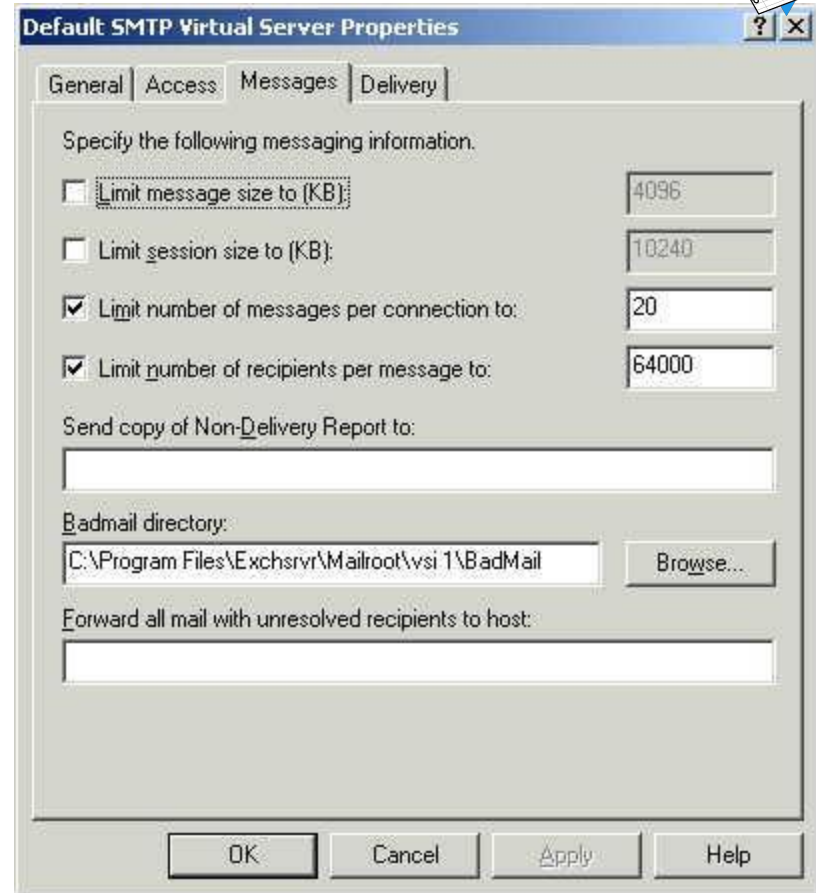 Default SMTP Virtual Server Properties
General Access Messages Delivery
Specify the following messaging information.
Limit message size to (KB): 4096
Limit session size to (KB): 10240
Limit number of messages per connection to: 20
Limit number of recipients per message to: 64000
Send copy of Non-Delivery Report to:
Badmail directory:
C:\Program Files\Exchsrvr\Mailroot\vsi 1\BadMail Browse...
Forward all mail with unresolved recipients to host:
OK Cancel Apply Help